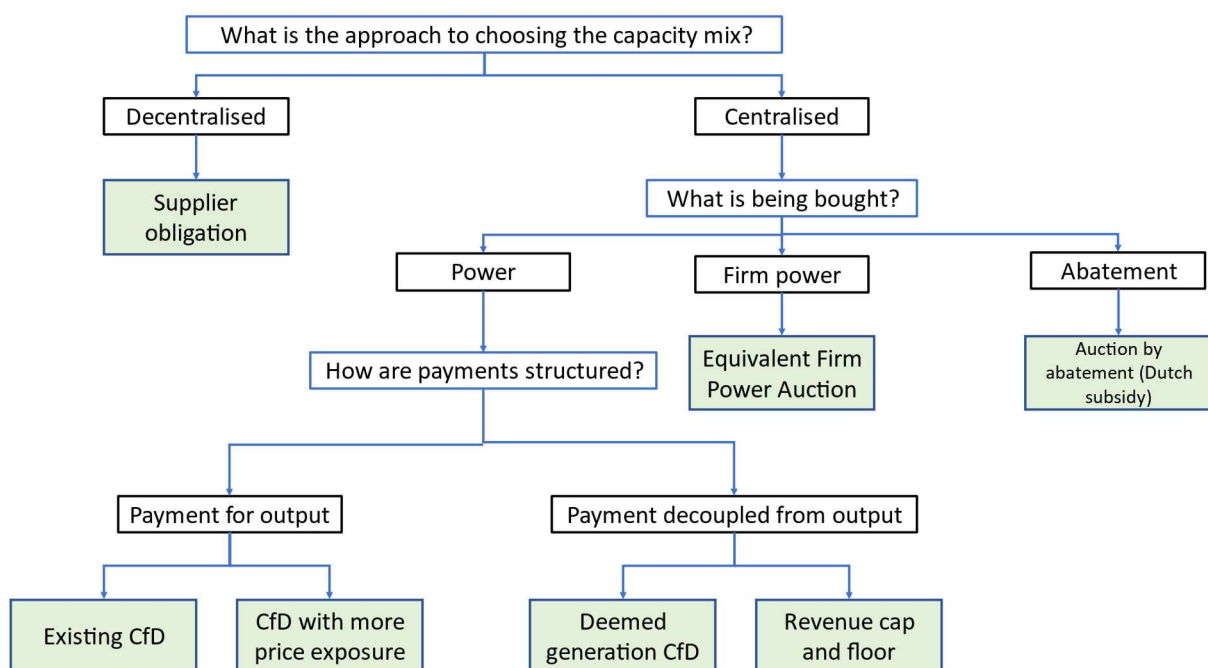 What is the approach to choosing the capacity mix?
Decentralised
Centralised
Supplier
obligation
What is being bought?
Power
Firm power
Abatement
How are payments structured?
Equivalent Firm
Power Auction
Auction by
abatement (Dutch
subsidy)
Payment for output
Payment decoupled from output
Existing CfD
CfD with more
price exposure
Deemed
generation CfD
Revenue cap
and floor